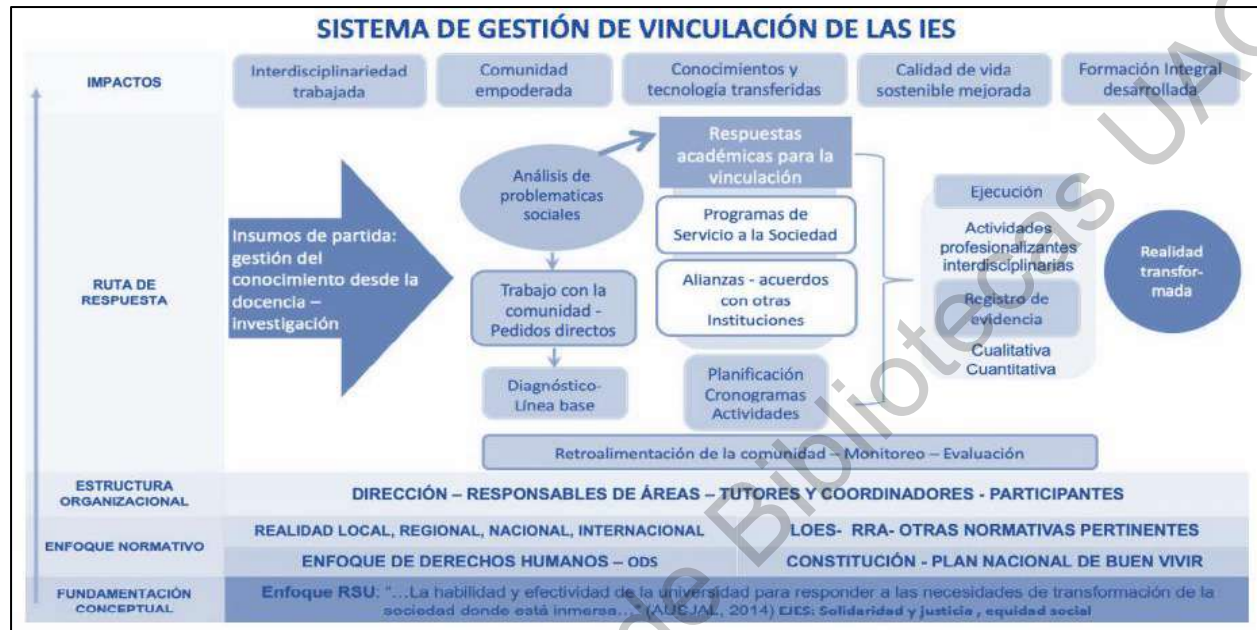 SISTEMA DE GESTIÓN DE VINCULACIÓN DE LAS IES
IMPACTOS
Interdisciplinariedad
trabajada
Comunidad
empoderada
Conocimientos y
tecnología transferidas
Calidad de vida
sostenible mejorada
Formación Integral
desarrollada
RUTA DE
RESPUESTA
Insumos de partida:
gestión del
conocimiento desde la
docencia –
investigación
Análisis de
problematicas
sociales
Trabajo con la
comunidad -
Pedidos directos
Diagnóstico-
Línea base
Respuestas
académicas para la
vinculación
Programas de
Servicio a la Sociedad
Alianzas - acuerdos
con otras
Instituciones
Planificación
Cronogramas
Actividades
Ejecución
Actividades
profesionalizantes
interdisciplinarias
Registro de
evidencia
Cualitativa
Cuantitativa
Realidad
transfor-
mada
Retroalimentación de la comunidad – Monitoreo – Evaluación
ESTRUCTURA
ORGANIZACIONAL
DIRECCIÓN – RESPONSABLES DE ÁREAS – TUTORES Y COORDINADORES - PARTICIPANTES
ENFOQUE NORMATIVO
REALIDAD LOCAL, REGIONAL, NACIONAL, INTERNACIONAL
LOES- RRA- OTRAS NORMATIVAS PERTINENTES
ENFOQUE DE DERECHOS HUMANOS – ODS
CONSTITUCIÓN - PLAN NACIONAL DE BUEN VIVIR
FUNDAMENTACIÓN
CONCEPTUAL
Enfoque RSU: "...La habilidad y efectividad de la universidad para responder a las necesidades de transformación de la
sociedad donde está inmersa..." (AUSJAL, 2014) EJES: Solidaridad y justicia , equidad social
de Bibliotecas UAC